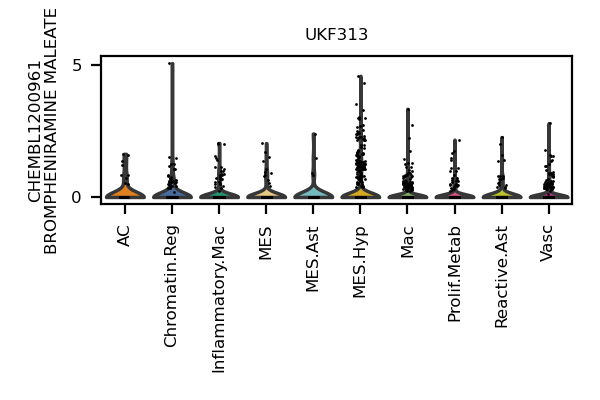 UKF313
CHEMBL1200961
BROMPHENIRAMINE MALEATE
5
0
AC
Chromatin.Reg
Inflammatory.Mac
MES
MES.Ast
MES.Hyp
Mac
Prolif.Metab
Reactive.Ast
Vasc